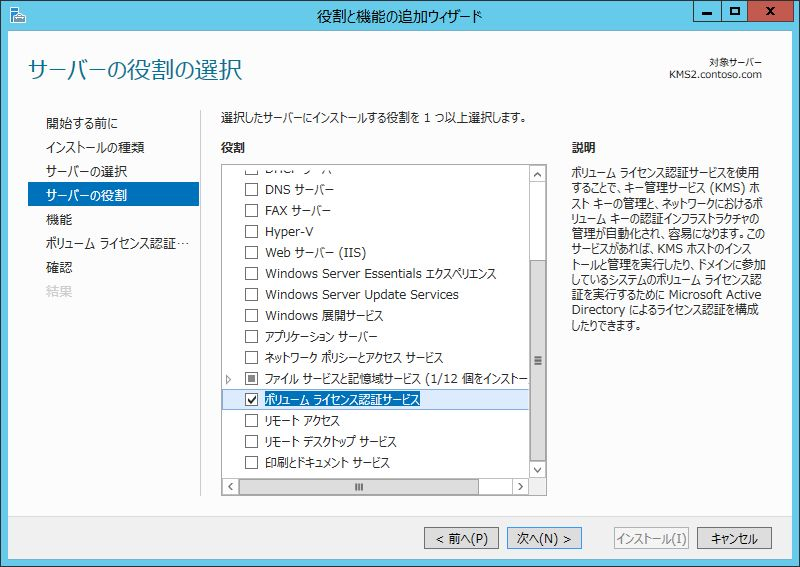 役割と機能の追加ウィザード
サーバーの役割の選択
対象サーバー
KMS2.contoso.com
開始する前に
インストールの種類
サーバーの選択
サーバーの役割
機能
ボリューム ライセンス認証…
確認
結果
選択したサーバーにインストールする役割を 1 つ以上選択します。
役割
DNS サーバー
FAX サーバー
Hyper-V
Web サーバー (IIS)
Windows Server Essentials エクスペリエンス
Windows Server Update Services
Windows 展開サービス
アプリケーション サーバー
ネットワーク ポリシーとアクセス サービス
ファイル サービスと記憶域サービス (1/12 個をインストー
ボリューム ライセンス認証サービス
リモート アクセス
リモート デスクトップ サービス
印刷とドキュメント サービス
説明
ボリューム ライセンス認証サービスを使用
することで、キー管理サービス (KMS) ホ
スト キーの管理と、ネットワークにおけるボ
リューム キーの認証インフラストラクチャの
管理が自動化され、容易になります。この
サービスがあれば、KMS ホストのインス
トールと管理を実行したり、ドメインに参加
しているシステムのボリューム ライセンス認
証を実行するために Microsoft Active
Directory によるライセンス認証を構成
したりできます。
< 前へ(P)
次へ(N) >
インストール(I)
キャンセル